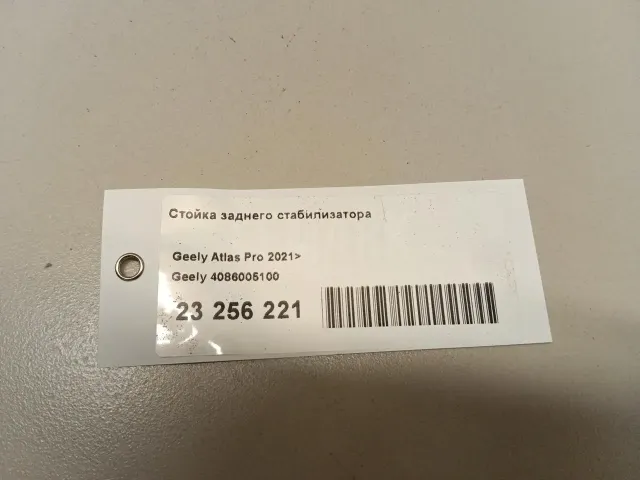 Стойка заднего стабилизатора
Geely Atlas Pro 2021>
Geely 4086005100
23 256 221